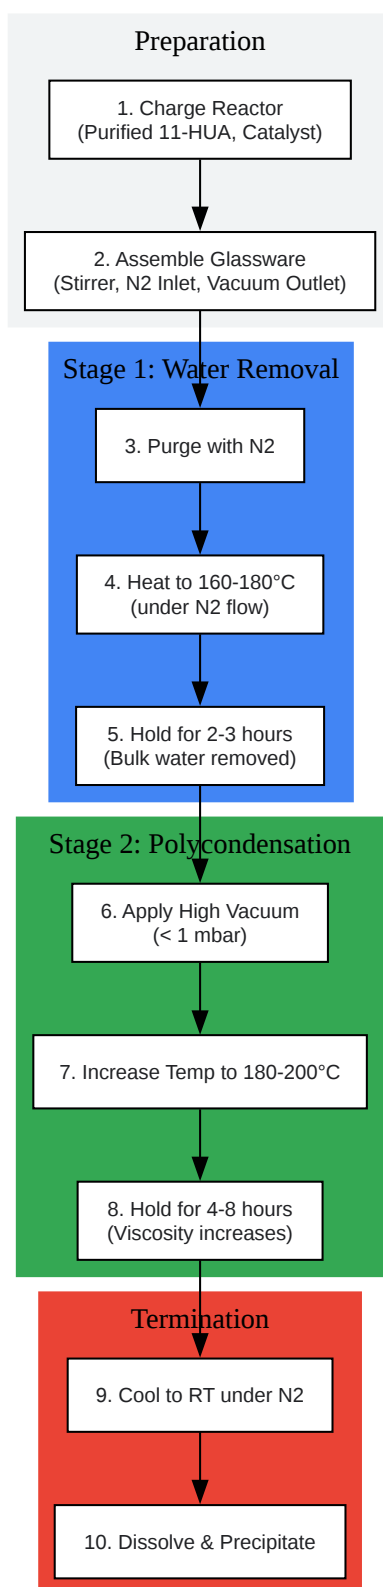 Preparation
1. Charge Reactor
(Purified 11-HUA, Catalyst)
2. Assemble Glassware
(Stirrer, N2 Inlet, Vacuum Outlet)
Stage 1: Water Removal
3. Purge with N2
4. Heat to 160-180°C
(under N2 flow)
5. Hold for 2-3 hours
(Bulk water removed)
Stage 2: Polycondensation
6. Apply High Vacuum
(< 1 mbar)
7. Increase Temp to 180-200°C
8. Hold for 4-8 hours
(Viscosity increases)
Termination
9. Cool to RT under N2
10. Dissolve & Precipitate